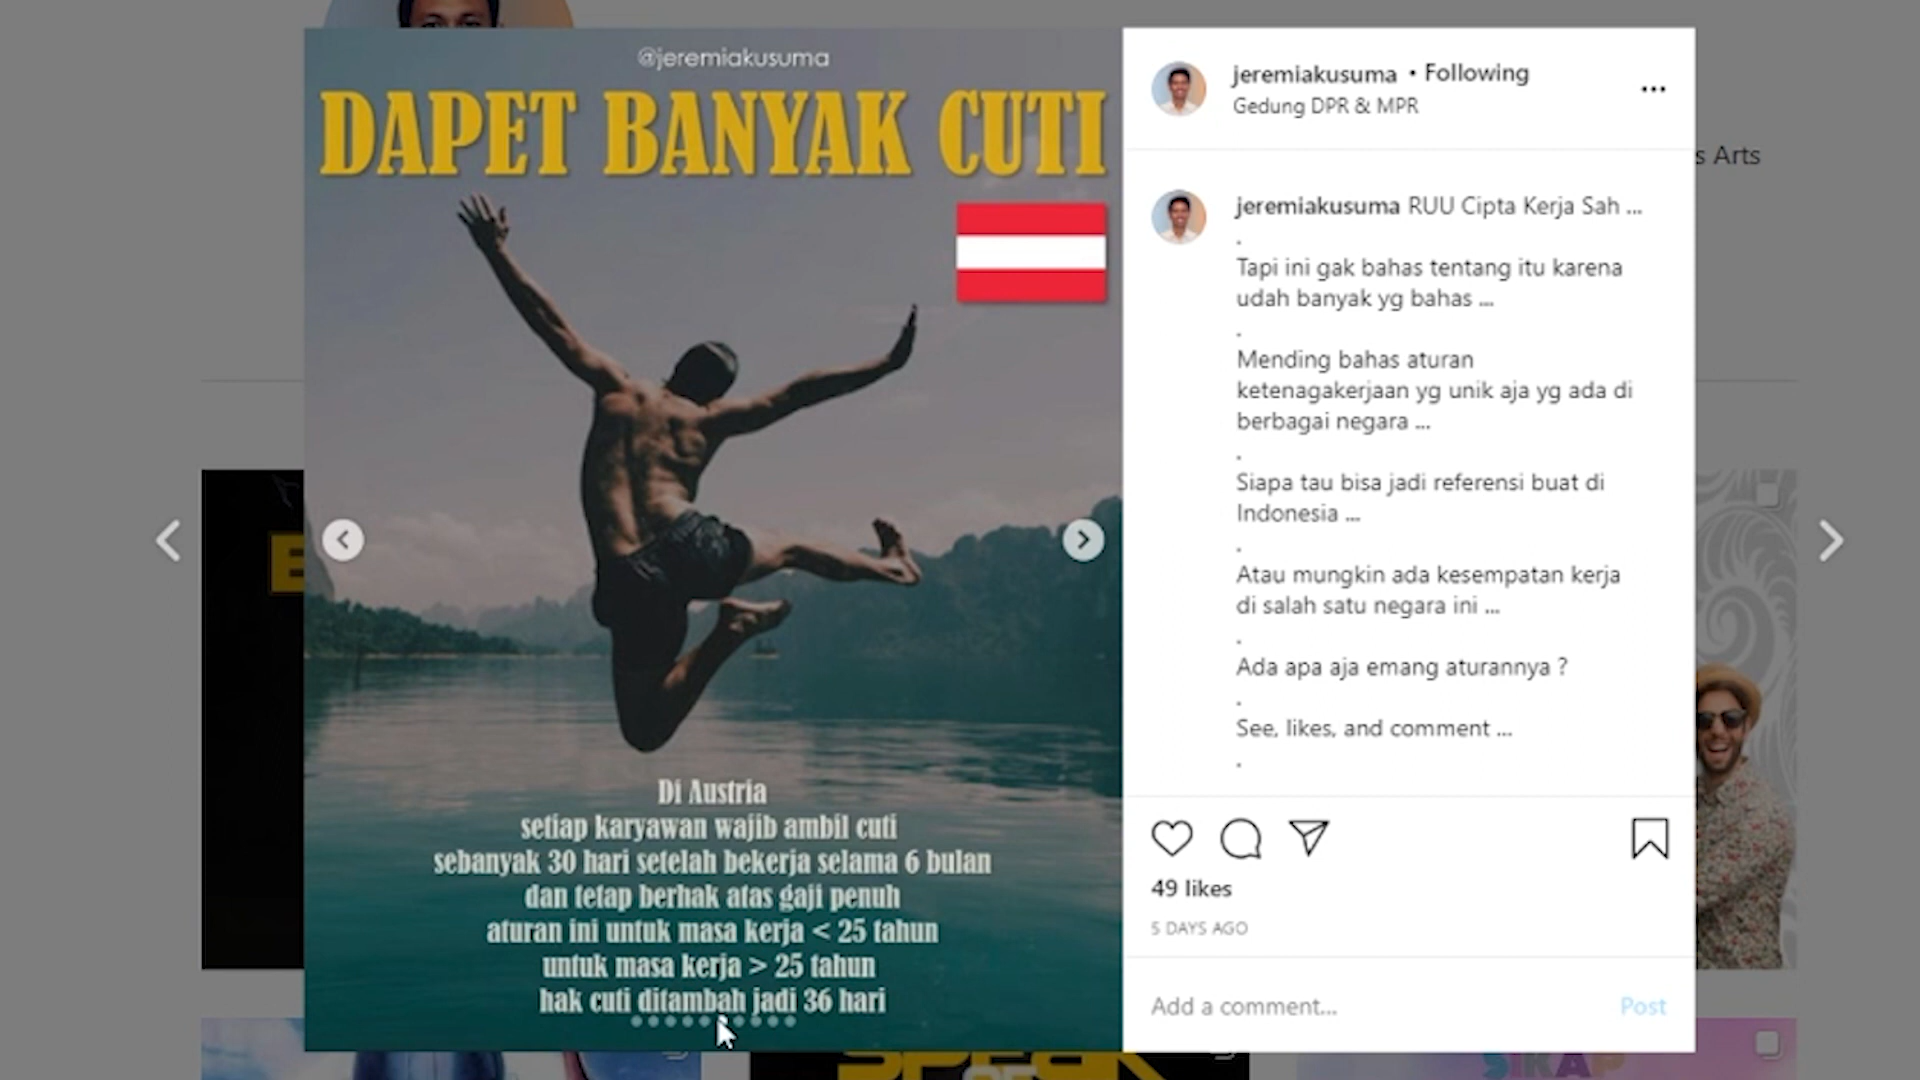 @jeremiakusuma
DAPET BANYAK CUTI
Di Austria
setiap karyawan wajib ambil cuti
sebanyak 30 hari setelah bekerja selama 6 bulan
dan tetap berhak atas gaji penuh
aturan ini untuk masa kerja < 25 tahun
untuk masa kerja > 25 tahun
hak cuti ditambah jadi 36 hari
jeremiakusuma • Following
Gedung DPR & MPR
jeremiakusuma RUU Cipta Kerja Sah ...
.
Tapi ini gak bahas tentang itu karena
udah banyak yg bahas ...
.
Mending bahas aturan
ketenagakerjaan yg unik aja yg ada di
berbagai negara ...
.
Siapa tau bisa jadi referensi buat di
Indonesia ...
.
Atau mungkin ada kesempatan kerja
di salah satu negara ini ...
.
Ada apa aja emang aturannya ?
.
See, likes, and comment ...
.
49 likes
5 DAYS AGO
Add a comment... Post
s Arts